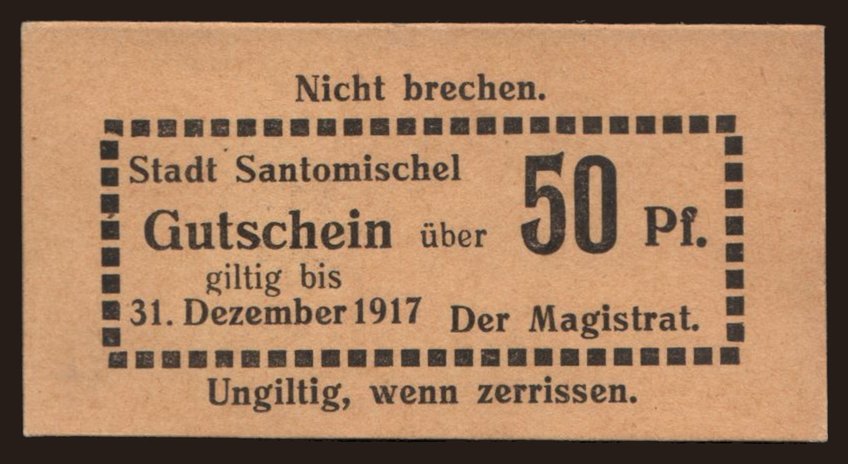 Nicht brechen.
Stadt Santomischel
Gutschein über 50 Pf.
giltig bis
31. Dezember 1917 Der Magistrat.
Ungiltig, wenn zerrissen.